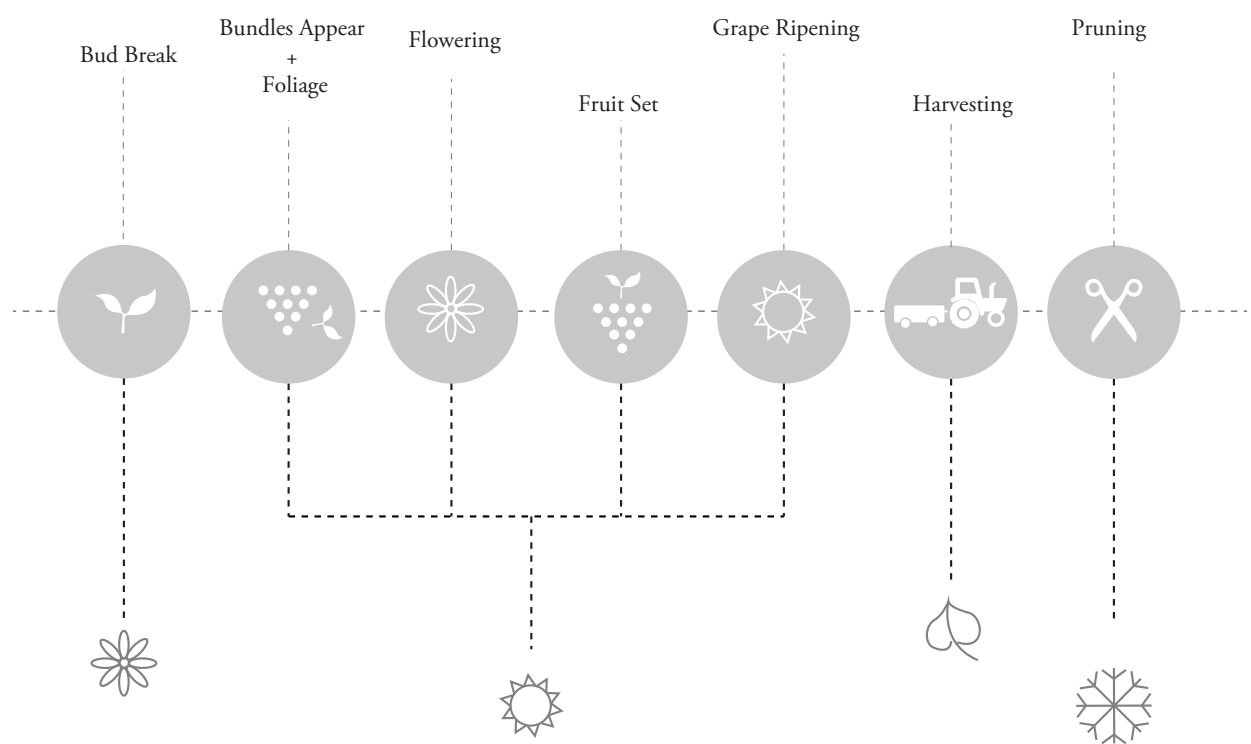 Bud Break
Bundles Appear
+
Foliage
Flowering
Fruit Set
Grape Ripening
Harvesting
Pruning